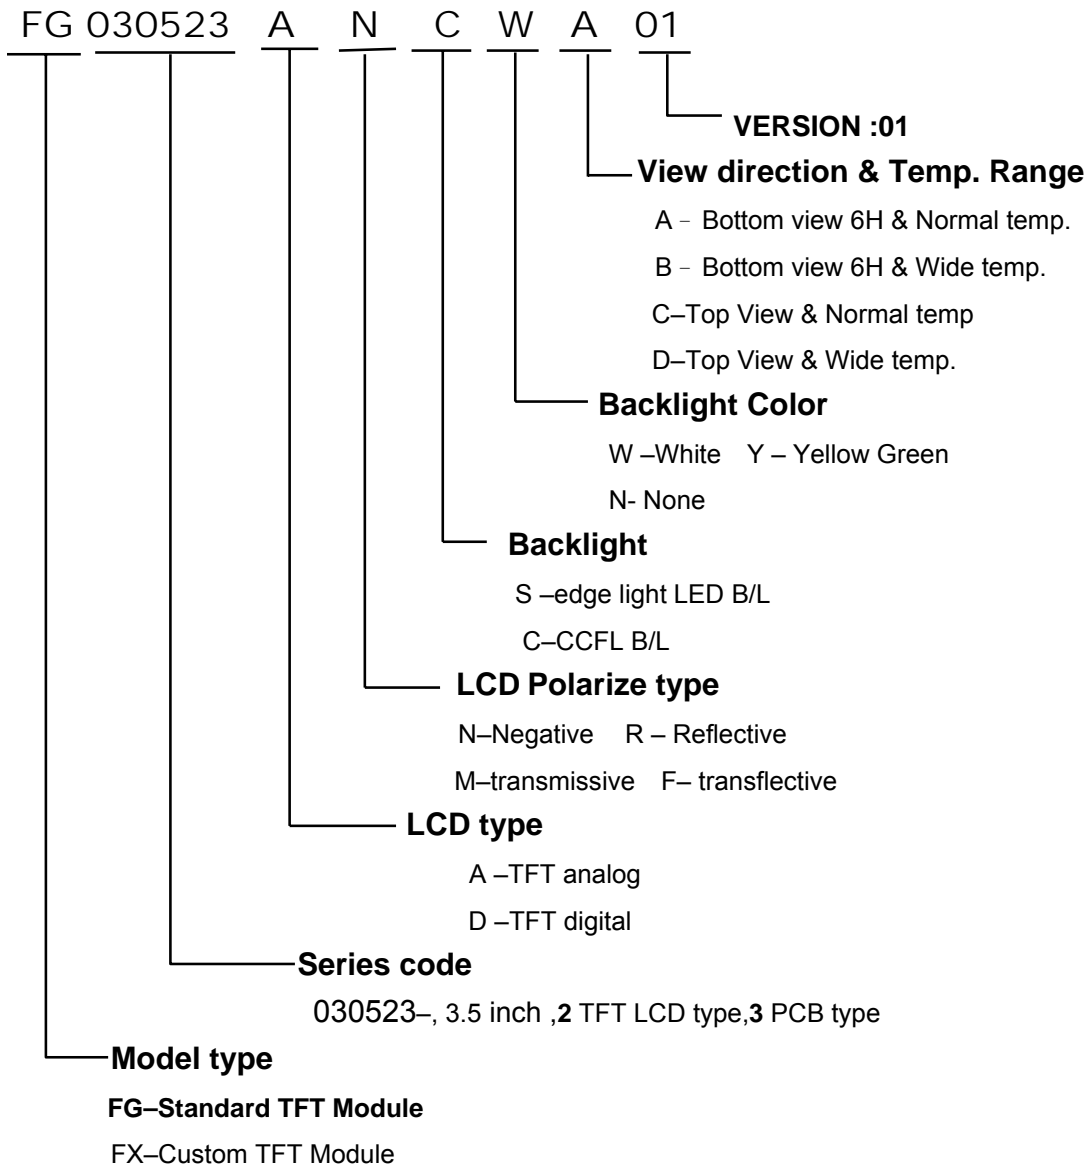 FG 030523 A N C W A 01
VERSION :01
View direction & Temp. Range
A – Bottom view 6H & Normal temp.
B – Bottom view 6H & Wide temp.
C–Top View & Normal temp
D–Top View & Wide temp.
Backlight Color
W –White Y – Yellow Green
N- None
Backlight
S –edge light LED B/L
C–CCFL B/L
LCD Polarize type
N–Negative R – Reflective
M–transmissive F– transflective
LCD type
A –TFT analog
D –TFT digital
Series code
030523–, 3.5 inch ,2 TFT LCD type,3 PCB type
Model type
FG–Standard TFT Module
FX–Custom TFT Module